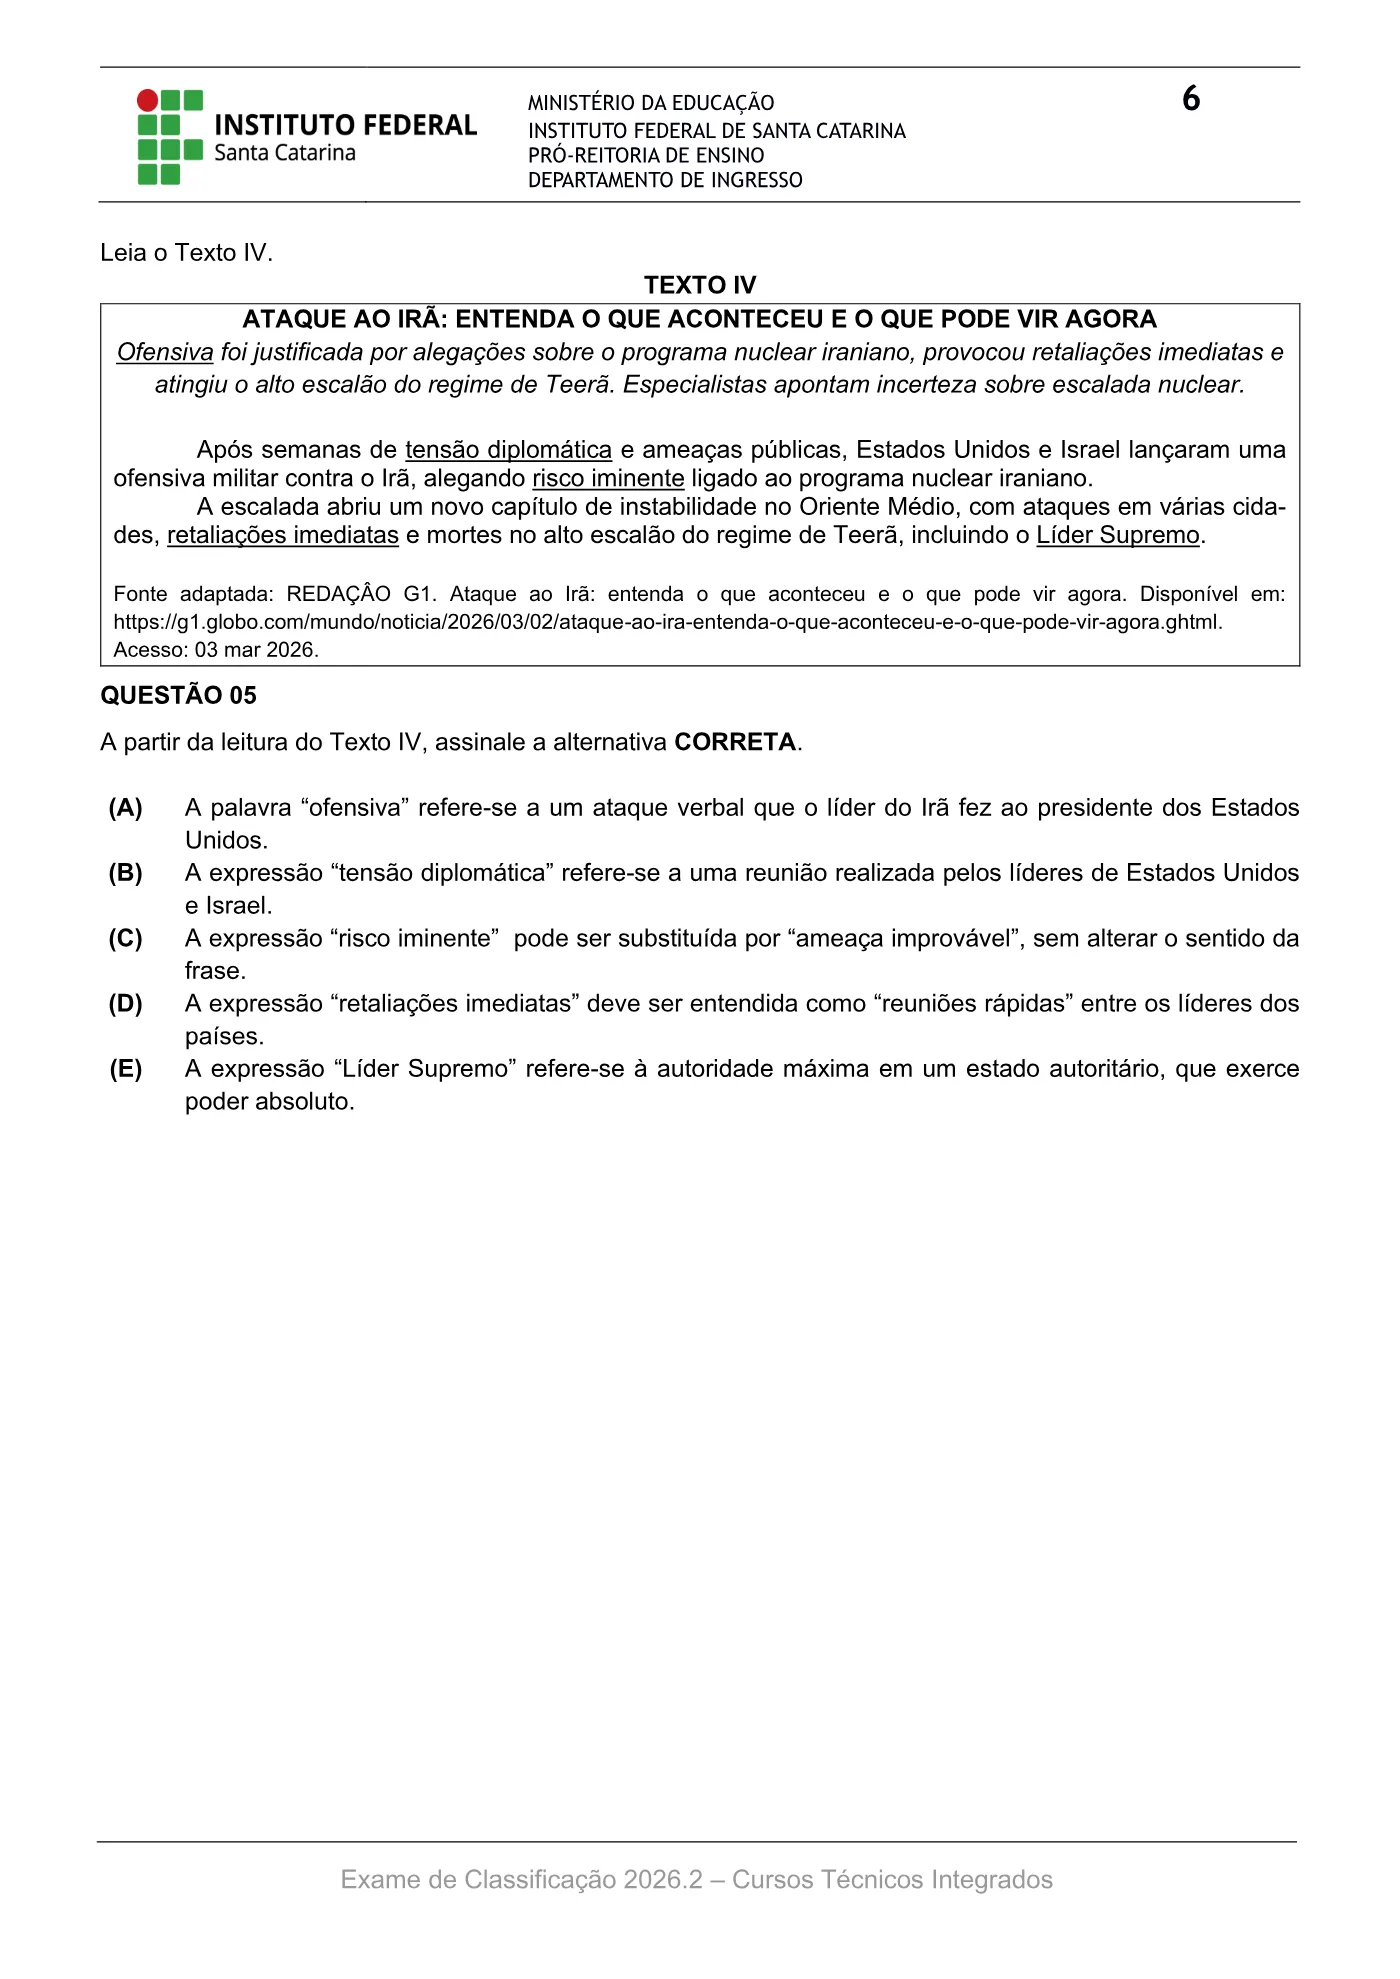 INSTITUTO FEDERAL
Santa Catarina
MINISTÉRIO DA EDUCAÇÃO
INSTITUTO FEDERAL DE SANTA CATARINA
PRÓ-REITORIA DE ENSINO
DEPARTAMENTO DE INGRESSO
6
Leia o Texto IV.
TEXTO IV
ATAQUE AO IRÃ: ENTENDA O QUE ACONTECEU E O QUE PODE VIR AGORA
Ofensiva foi justificada por alegações sobre o programa nuclear iraniano, provocou retaliações imediatas e
atingiu o alto escalão do regime de Teerã. Especialistas apontam incerteza sobre escalada nuclear.
Após semanas de tensão diplomática e ameaças públicas, Estados Unidos e Israel lançaram uma
ofensiva militar contra o Irã, alegando risco iminente ligado ao programa nuclear iraniano.
A escalada abriu um novo capítulo de instabilidade no Oriente Médio, com ataques em várias cida-
des, retaliações imediatas e mortes no alto escalão do regime de Teerã, incluindo o Líder Supremo.
Fonte adaptada: REDAÇÂO G1. Ataque ao Irã: entenda o que aconteceu e o que pode vir agora. Disponível em:
https://g1.globo.com/mundo/noticia/2026/03/02/ataque-ao-ira-entenda-o-que-aconteceu-e-o-que-pode-vir-agora.ghtml.
Acesso: 03 mar 2026.
QUESTÃO 05
A partir da leitura do Texto IV, assinale a alternativa CORRETA.
(A) A palavra “ofensiva” refere-se a um ataque verbal que o líder do Irã fez ao presidente dos Estados
Unidos.
(B) A expressão “tensão diplomática” refere-se a uma reunião realizada pelos líderes de Estados Unidos
e Israel.
(C) A expressão “risco iminente”  pode ser substituída por “ameaça improvável”, sem alterar o sentido da
frase.
(D) A expressão “retaliações imediatas” deve ser entendida como “reuniões rápidas” entre os líderes dos
países.
(E) A expressão “Líder Supremo” refere-se à autoridade máxima em um estado autoritário, que exerce
poder absoluto.
Exame de Classificação 2026.2 – Cursos Técnicos Integrados